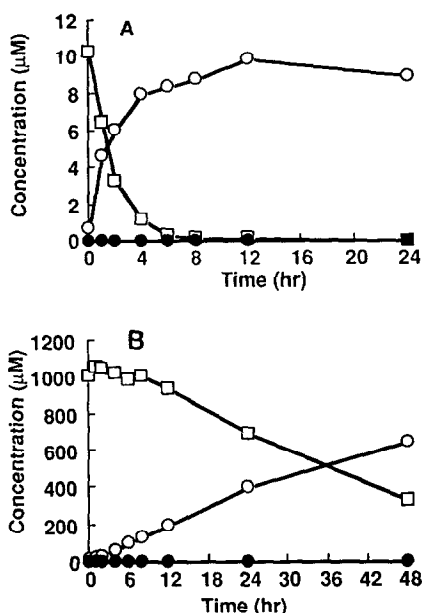 A
Concentration (μM)
12
10
8
6
4
2
0
0 4 8 12 16 20 24
Time (hr)
B
Concentration (μM)
1200
1000
800
600
400
200
0
0 6 12 18 24 30 36 42 48
Time (hr)